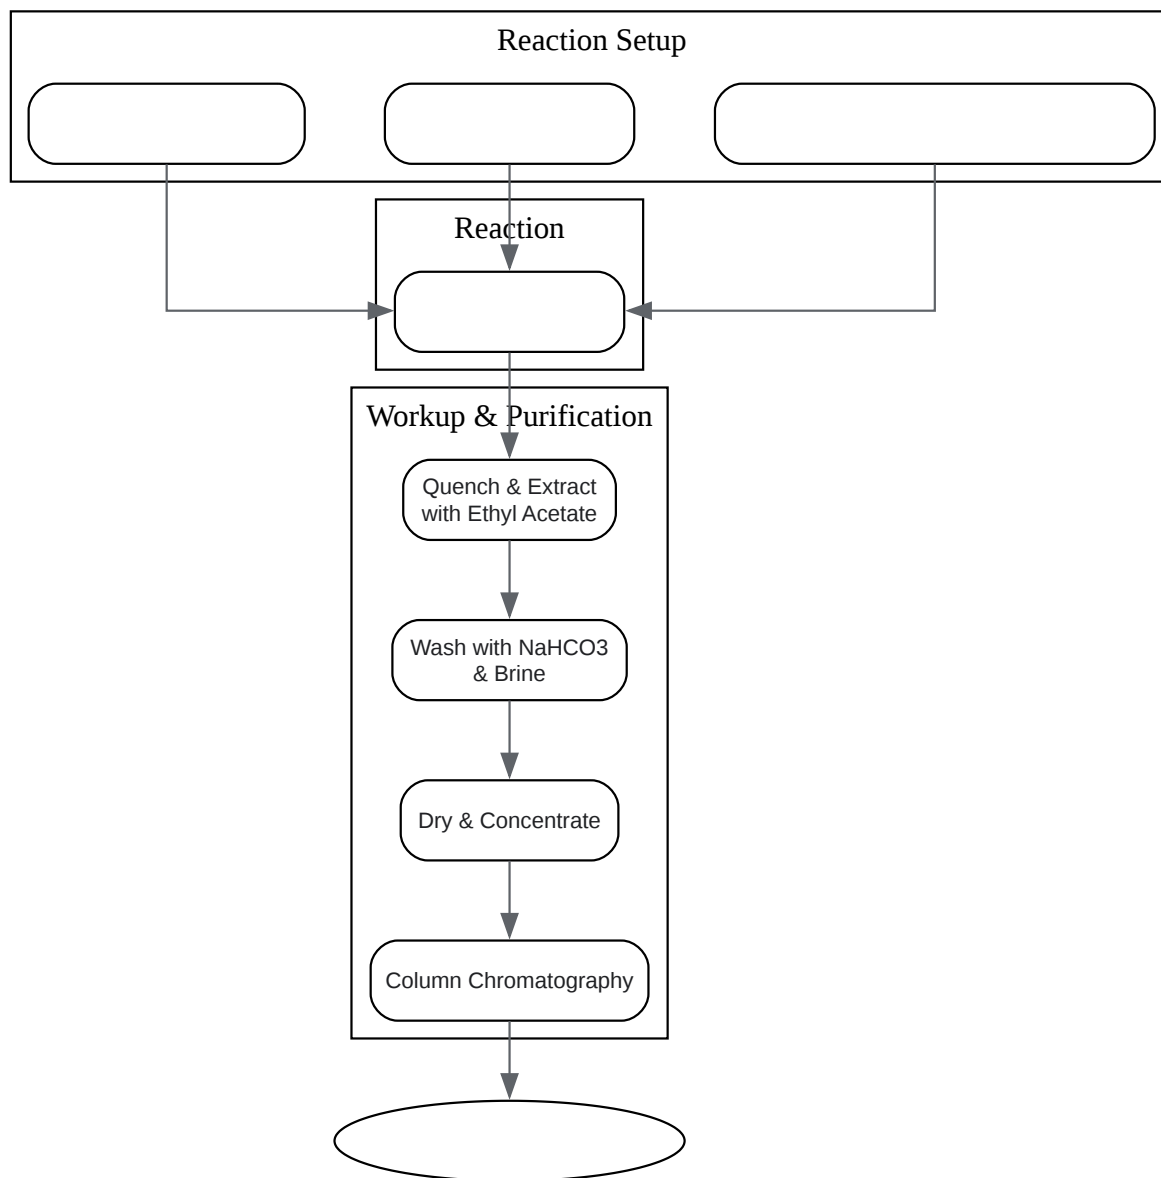 Reaction Setup
Reaction
Workup & Purification
Quench & Extract
with Ethyl Acetate
Wash with NaHCO3
& Brine
Dry & Concentrate
Column Chromatography